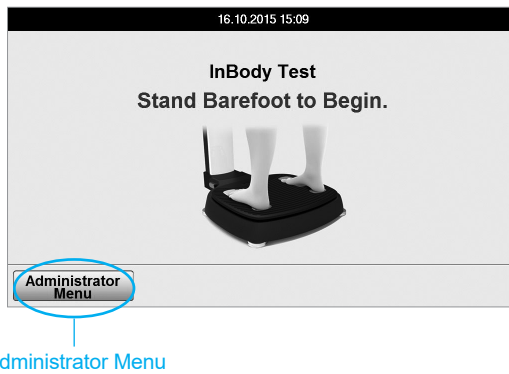 16.10.2015 15:09
InBody Test
Stand Barefoot to Begin.
Administrator
Menu
dministrator Menu